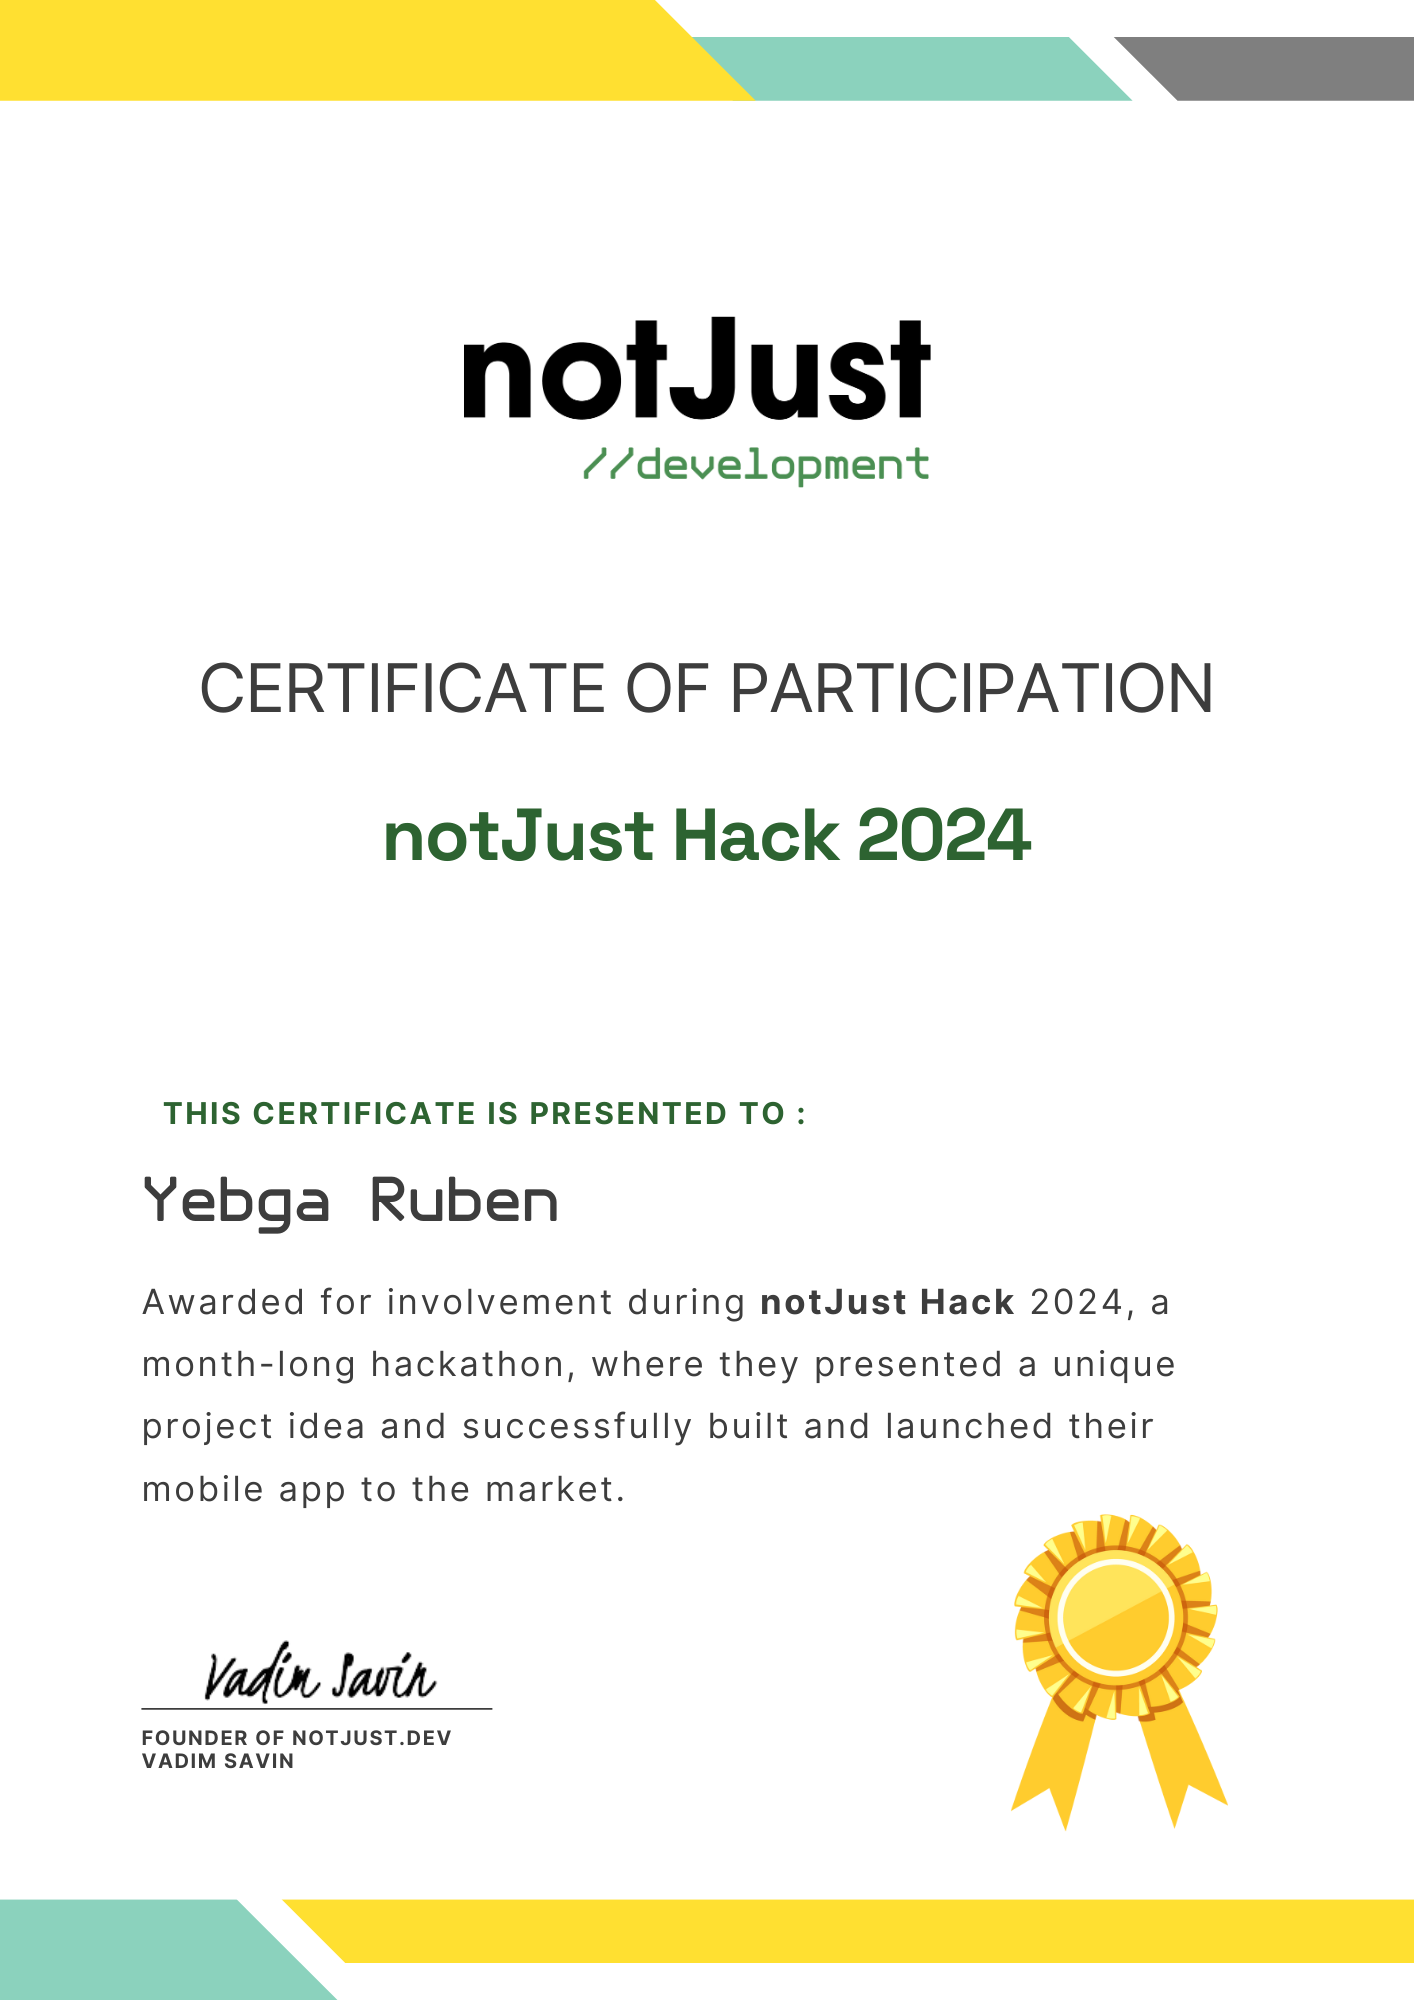 notJust
//development
CERTIFICATE OF PARTICIPATION
notJust Hack 2024
THIS CERTIFICATE IS PRESENTED TO :
Yebga Ruben
Awarded for involvement during notJust Hack 2024, a
month-long hackathon, where they presented a unique
project idea and successfully built and launched their
mobile app to the market.
Vadim Savin
FOUNDER OF NOTJUST.DEV
VADIM SAVIN